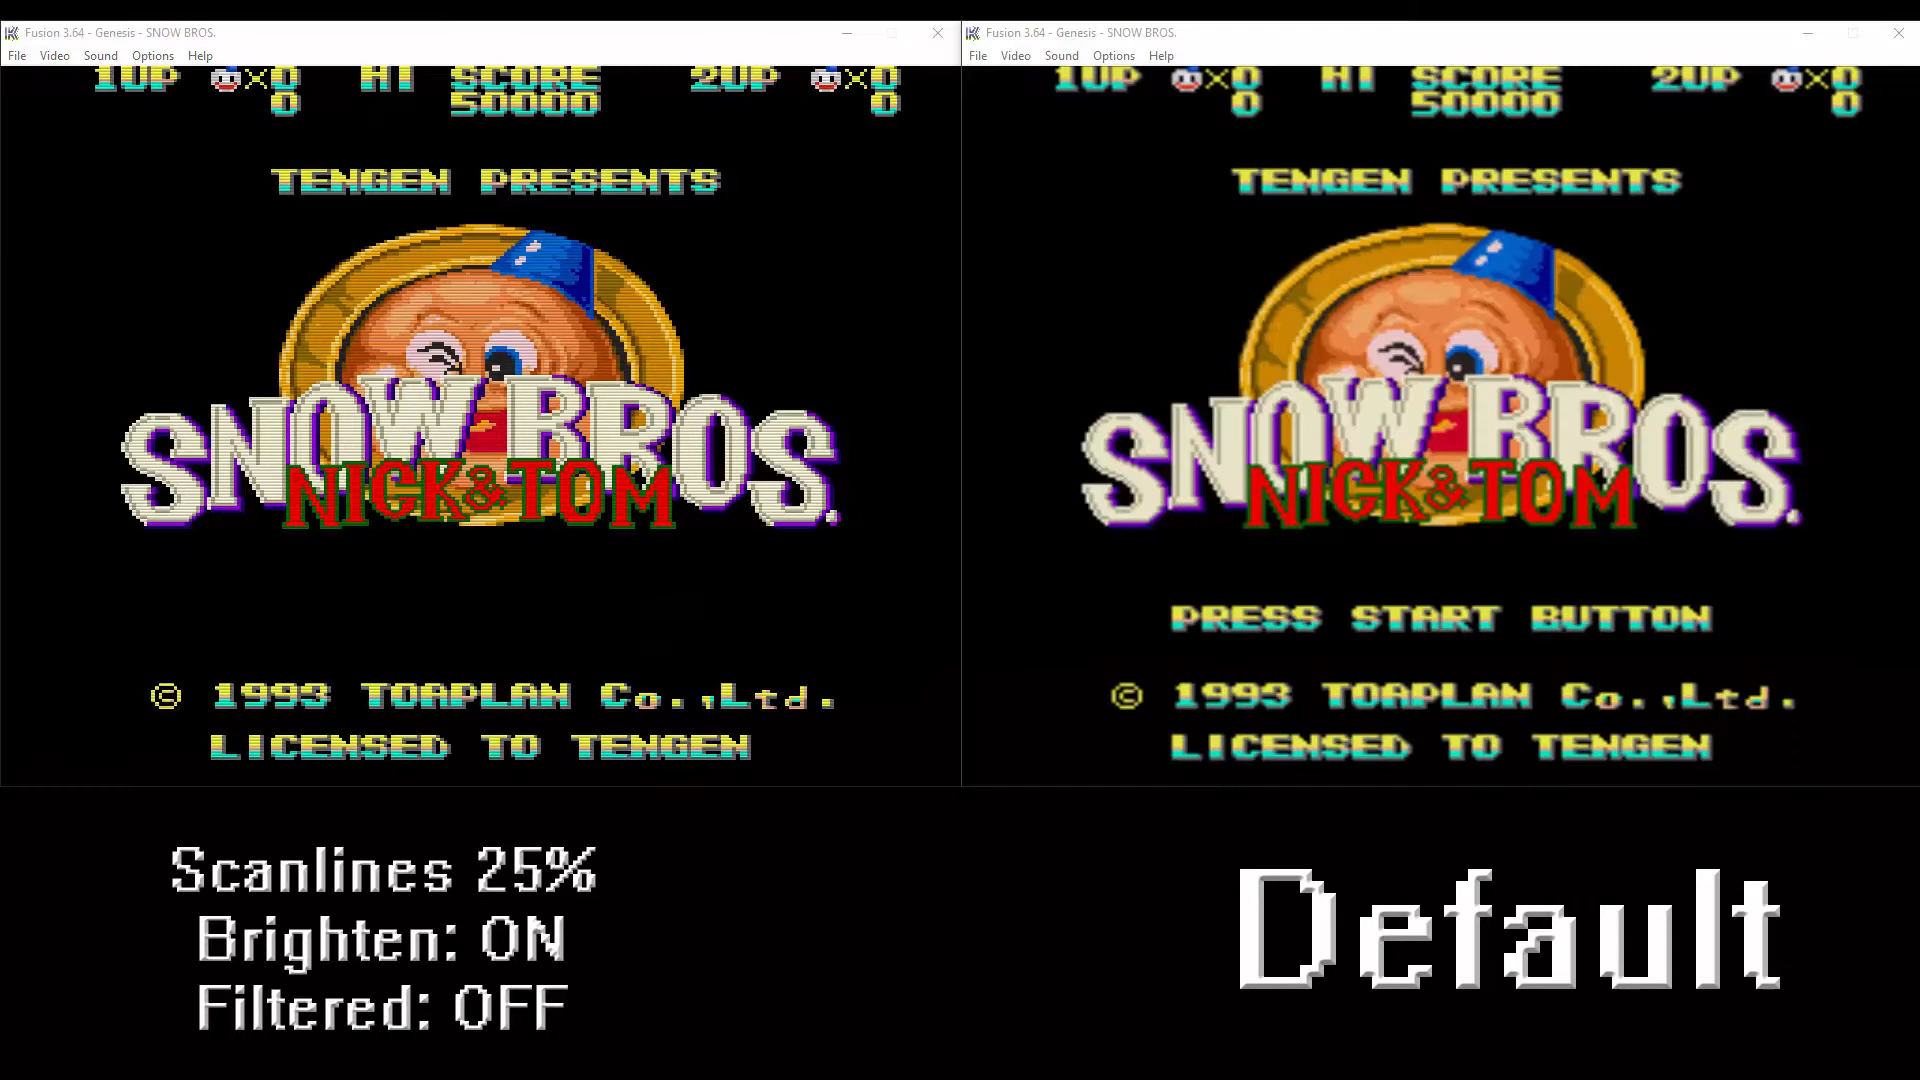 Fusion 3.64 - Genesis - SNOW BROS.
File Video Sound Options Help
1UP ×0 HI SCORE 2UP ×0
0 50000 0
TENGEN PRESENTS
SNOW BROS.
NICK & TOM
© 1993 TOAPLAN Co.,Ltd.
LICENSED TO TENGEN
Fusion 3.64 - Genesis - SNOW BROS.
File Video Sound Options Help
1UP ×0 HI SCORE 2UP ×0
0 50000 0
TENGEN PRESENTS
SNOW BROS.
NICK & TOM
PRESS START BUTTON
© 1993 TOAPLAN Co.,Ltd.
LICENSED TO TENGEN
Scanlines 25%
Brighten: ON
Filtered: OFF
Default